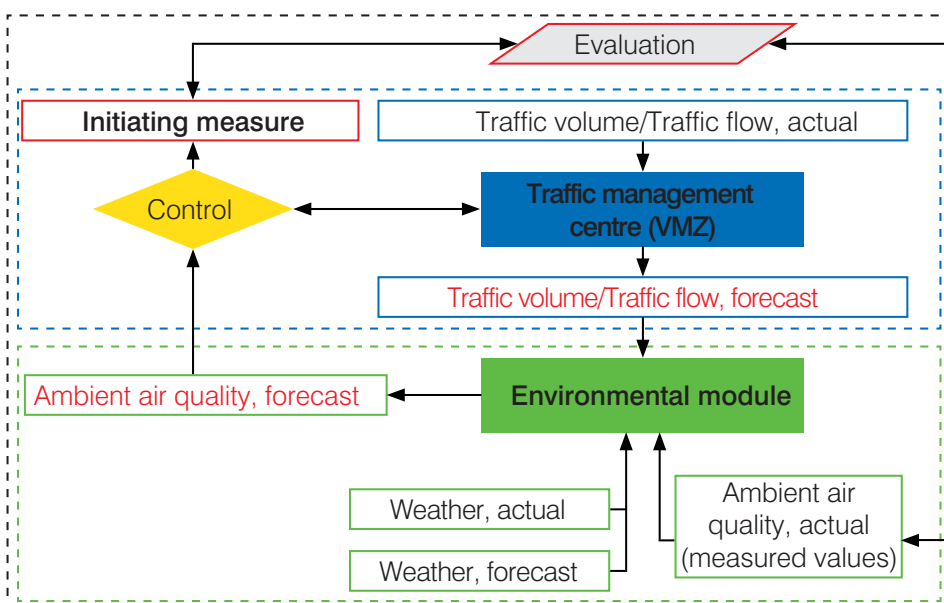 Evaluation
Initiating measure
Traffic volume/Traffic flow, actual
Control
Traffic management
centre (VMZ)
Traffic volume/Traffic flow, forecast
Ambient air quality, forecast
Environmental module
Weather, actual
Weather, forecast
Ambient air
quality, actual
(measured values)